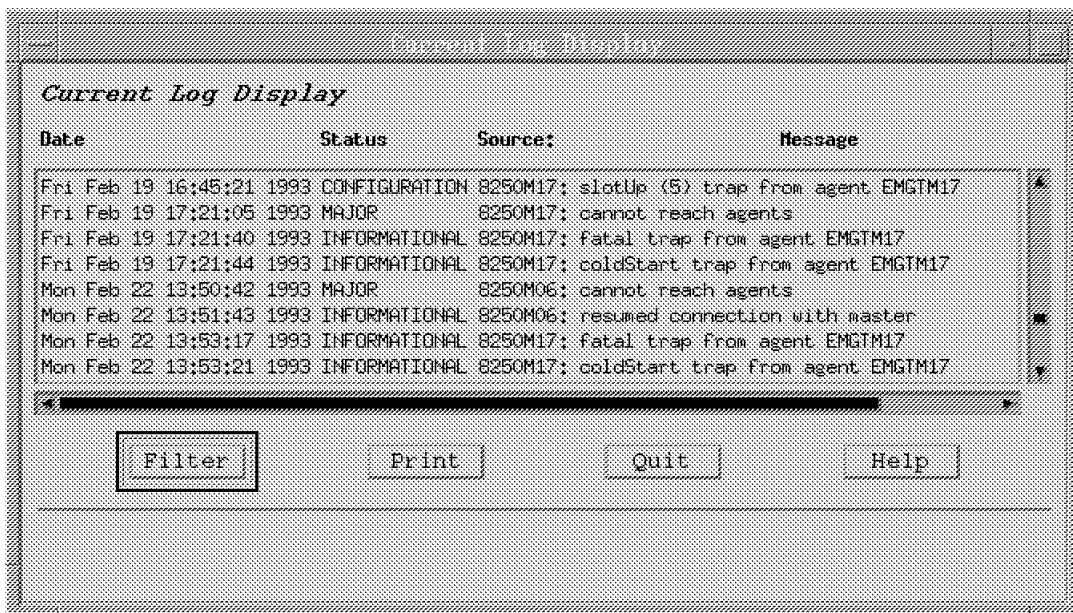 Current Log Display
Current Log Display
Date Status Source: Message
Fri Feb 19 16:45:21 1993 CONFIGURATION 8250M17: slotUp (5) trap from agent EMGTM17
Fri Feb 19 17:21:05 1993 MAJOR 8250M17: cannot reach agents
Fri Feb 19 17:21:40 1993 INFORMATIONAL 8250M17: fatal trap from agent EMGTM17
Fri Feb 19 17:21:44 1993 INFORMATIONAL 8250M17: coldStart trap from agent EMGTM17
Mon Feb 22 13:50:42 1993 MAJOR 8250M06: cannot reach agents
Mon Feb 22 13:51:43 1993 INFORMATIONAL 8250M06: resumed connection with master
Mon Feb 22 13:53:17 1993 INFORMATIONAL 8250M17: fatal trap from agent EMGTM17
Mon Feb 22 13:53:21 1993 INFORMATIONAL 8250M17: coldStart trap from agent EMGTM17
Filter Print Quit Help